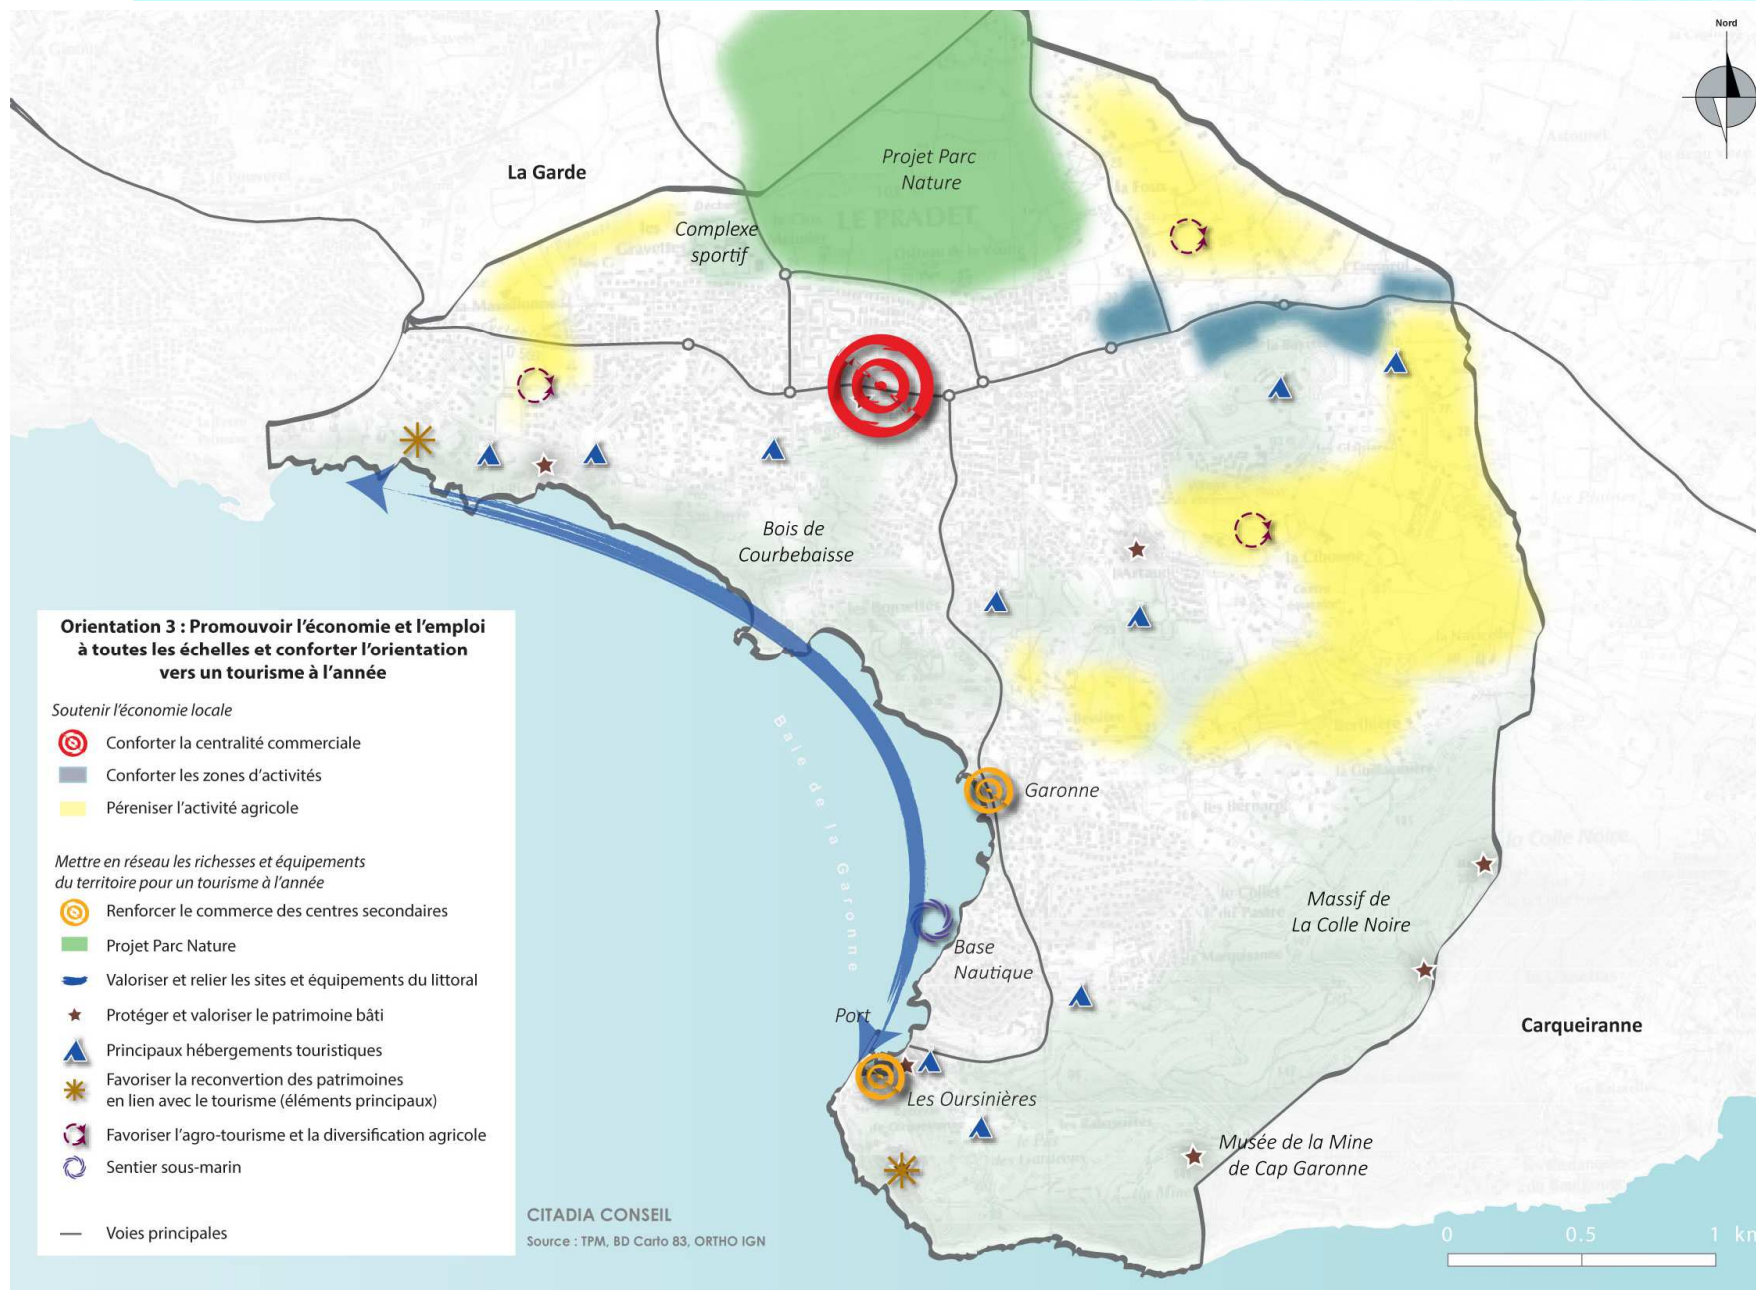 Nord
La Garde
Projet Parc
Nature
LE PRADET
Complexe
sportif
Bois de
Courbebaisse
Baie de la Garonne
Garonne
Base
Nautique
Port
Les Oursinières
Massif de
La Colle Noire
Carqueiranne
Musée de la Mine
de Cap Garonne
Orientation 3 : Promouvoir l'économie et l'emploi
à toutes les échelles et conforter l'orientation
vers un tourisme à l'année
Soutenir l'économie locale
Conforter la centralité commerciale
Conforter les zones d'activités
Péreniser l'activité agricole
Mettre en réseau les richesses et équipements
du territoire pour un tourisme à l'année
Renforcer le commerce des centres secondaires
Projet Parc Nature
Valoriser et relier les sites et équipements du littoral
Protéger et valoriser le patrimoine bâti
Principaux hébergements touristiques
Favoriser la reconvertion des patrimoines
en lien avec le tourisme (éléments principaux)
Favoriser l'agro-tourisme et la diversification agricole
Sentier sous-marin
Voies principales
CITADIA CONSEIL
Source : TPM, BD Carto 83, ORTHO IGN
0 0.5 1 km